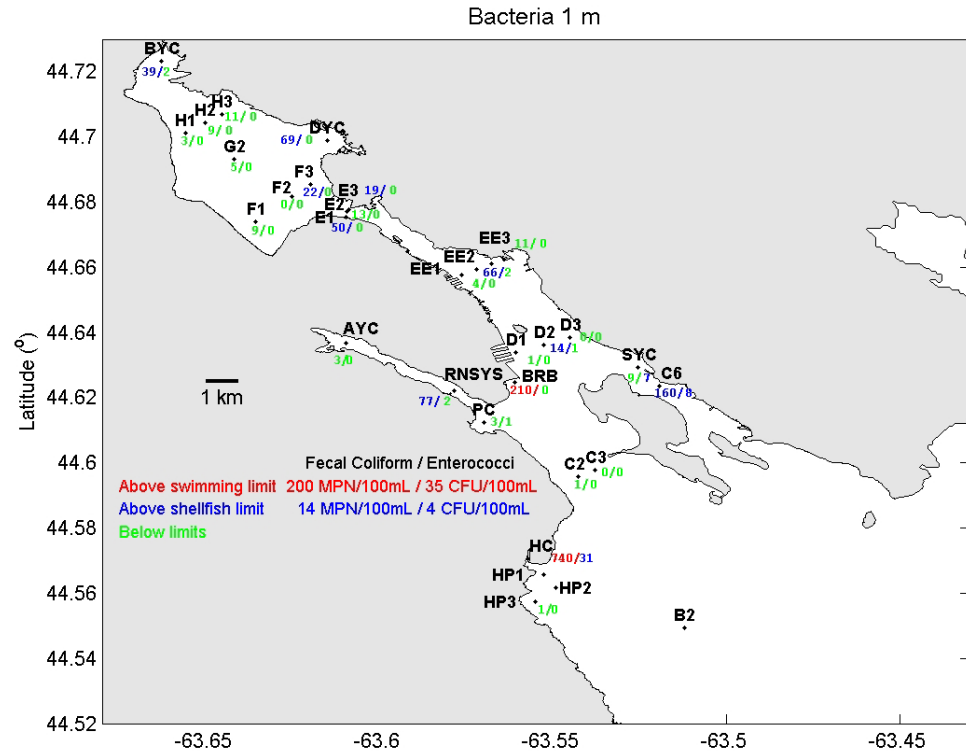 Bacteria 1 m
44.72
44.7
44.68
44.66
44.64
44.62
44.6
44.58
44.56
44.54
44.52
Latitude (o)
BYC
39/2
H3
11/0
H2
9/0
H1
3/0
G2
5/0
DYC
69/0
F3
22/0
F2
0/0
F1
9/0
E3
19/0
E2
13/0
E1
50/0
EE3
11/0
EE2
66/2
EE1
4/0
D3
0/0
D2
14/1
D1
1/0
AYC
3/0
RNSYS
77/2
BRB
210/0
PC
3/1
SYC
9/7
C6
160/8
1 km
C3
0/0
C2
1/0
Fecal Coliform / Enterococci
Above swimming limit 200 MPN/100mL / 35 CFU/100mL
Above shellfish limit 14 MPN/100mL / 4 CFU/100mL
Below limits
HC
740/31
HP1
HP2
HP3
1/0
B2
-63.65
-63.6
-63.55
-63.5
-63.45